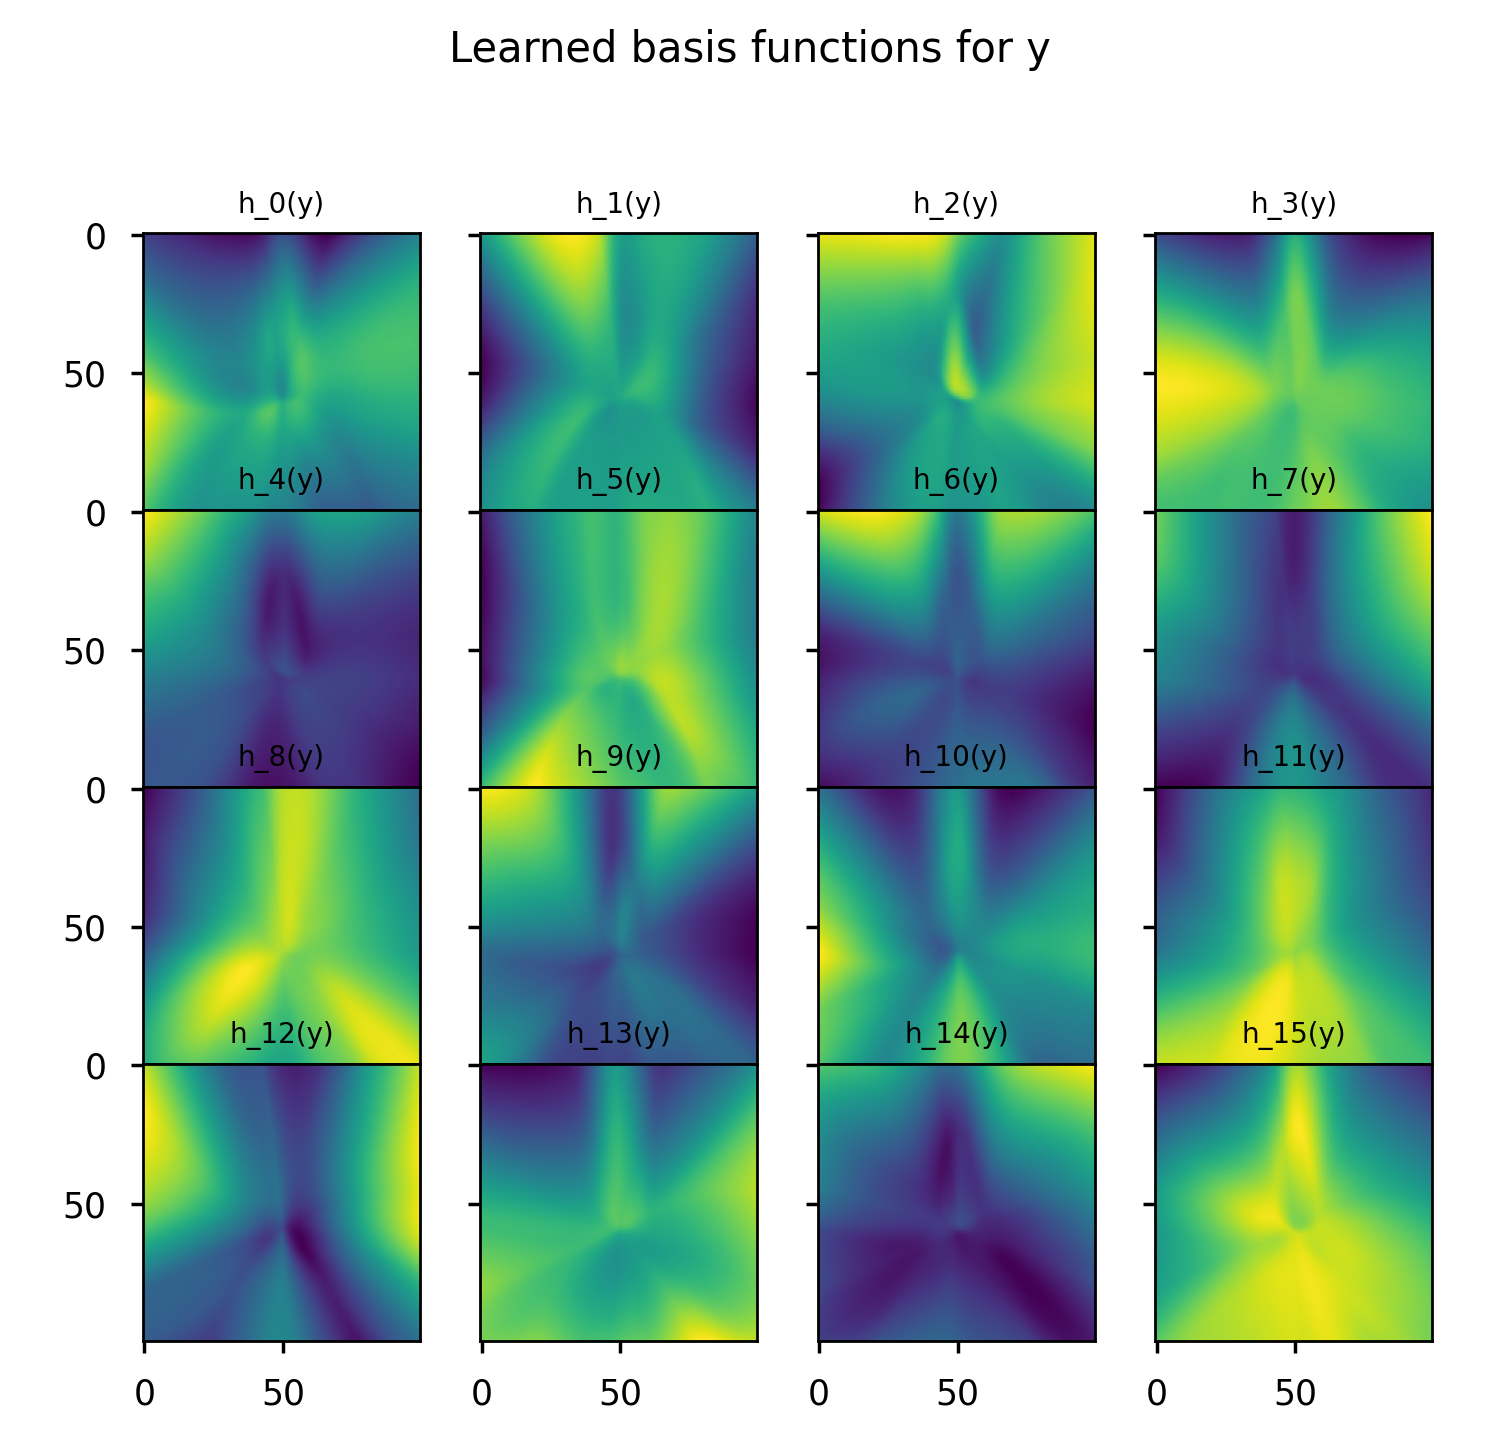 Learned basis functions for y
h_0(y) h_1(y) h_2(y) h_3(y)
0
50
h_4(y) h_5(y) h_6(y) h_7(y)
0
50
h_8(y) h_9(y) h_10(y) h_11(y)
0
50
h_12(y) h_13(y) h_14(y) h_15(y)
0
50
0 50 0 50 0 50 0 50